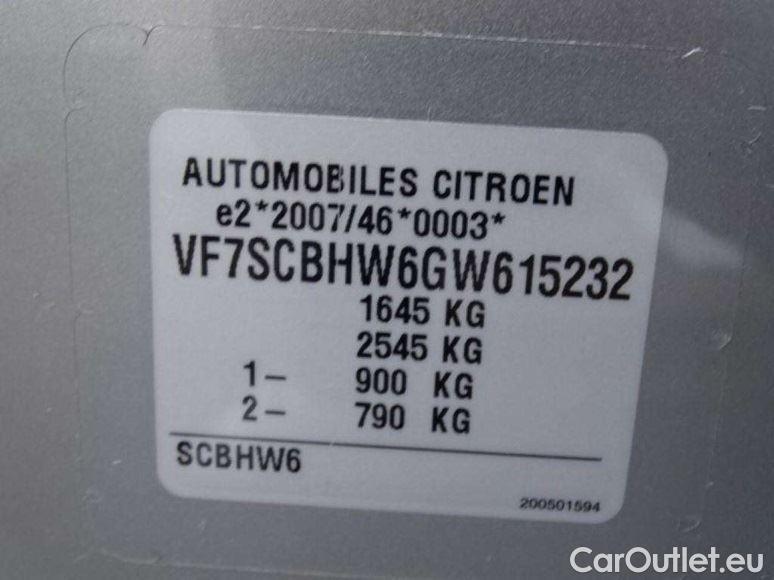 AUTOMOBILES CITROEN
e2*2007/46*0003*
VF7SCBHW6GW615232
1645 KG
2545 KG
1– 900 KG
2– 790 KG
SCBHW6
200501594
CarOutlet.eu